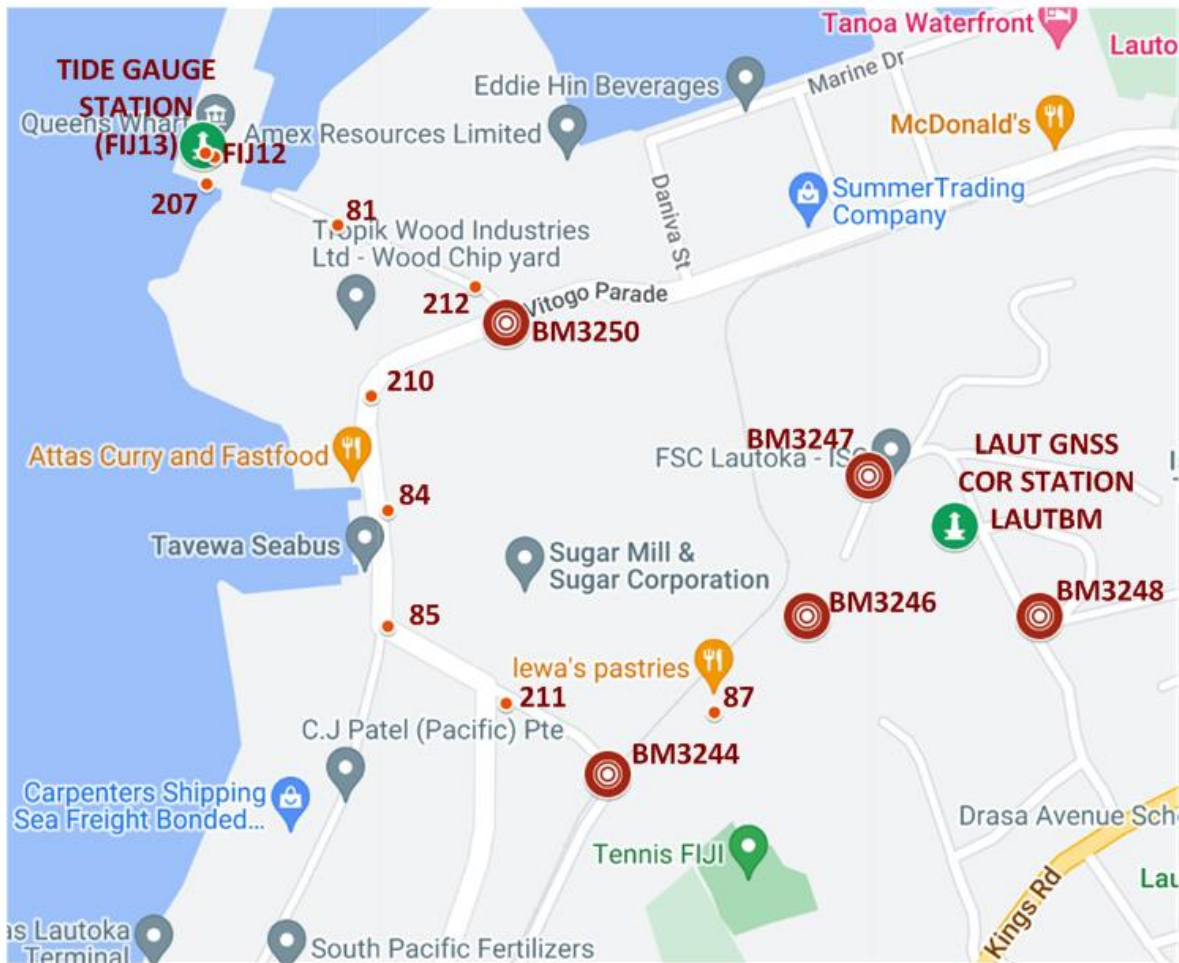 Tanoa Waterfront
Lauto
TIDE GAUGE
STATION
(FIJ13)
Queens Wharf
FIJ12
207
Eddie Hin Beverages
Marine Dr
Amex Resources Limited
McDonald's
Daniva St
SummerTrading
Company
81
Tropik Wood Industries
Ltd - Wood Chip yard
212
Vitogo Parade
BM3250
210
Attas Curry and Fastfood
BM3247
FSC Lautoka - ISC
LAUT GNSS
COR STATION
LAUTBM
84
Tavewa Seabus
Sugar Mill &
Sugar Corporation
BM3246
BM3248
85
Iewa's pastries
87
211
C.J Patel (Pacific) Pte
BM3244
Carpenters Shipping
Sea Freight Bonded...
Drasa Avenue Sch
Tennis FIJI
Lau
Kings Rd
as Lautoka
Terminal
South Pacific Fertilizers